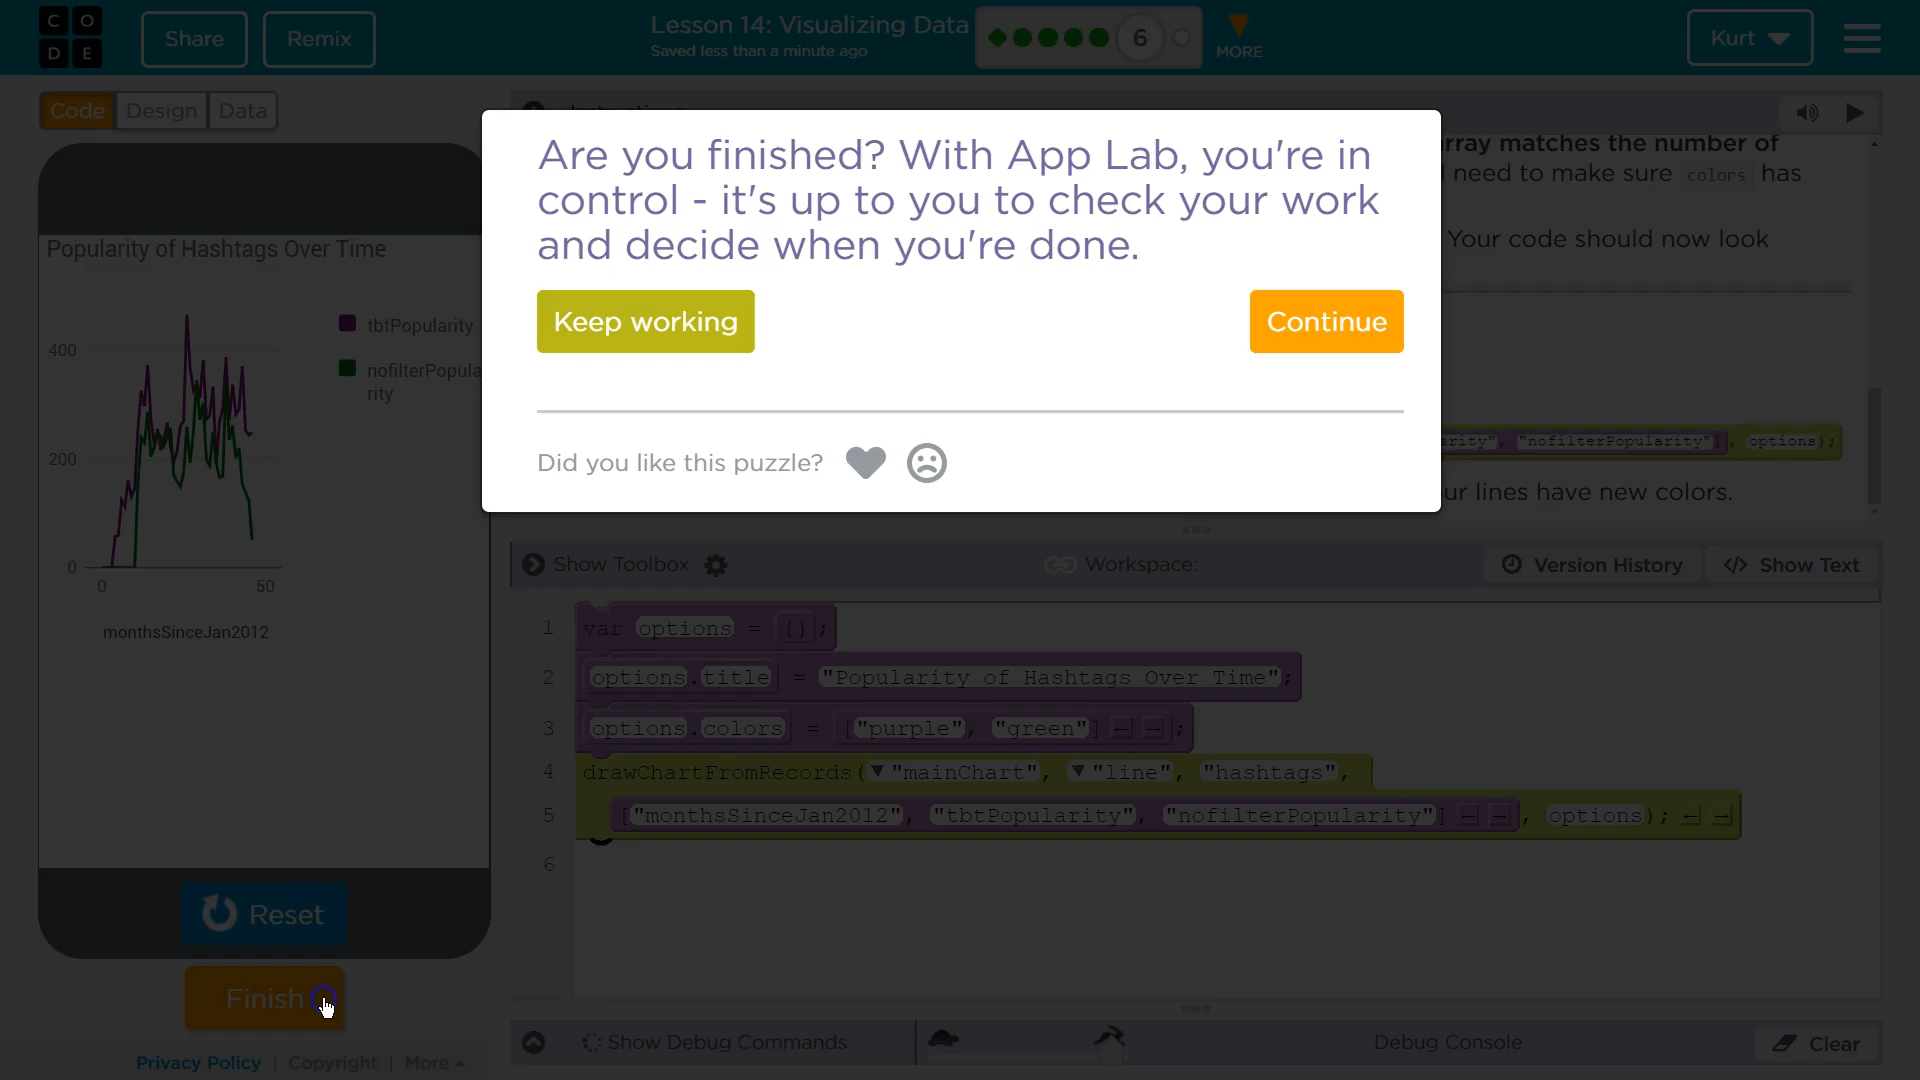 C O
D E
Share
Remix
Lesson 14: Visualizing Data
Saved less than a minute ago
6
MORE
Kurt
Code
Design
Data
Are you finished? With App Lab, you're in
control - it's up to you to check your work
and decide when you're done.
Keep working
Continue
Did you like this puzzle?
rray matches the number of
need to make sure colors has
Your code should now look
arity", "nofilterPopularity"], options);
ur lines have new colors.
Popularity of Hashtags Over Time
tbtPopularity
nofilterPopula
rity
400
200
0
0
50
monthsSinceJan2012
Reset
Finish
Privacy Policy | Copyright | More
Show Toolbox
Workspace:
Version History
</> Show Text
1 var options = {};
2 options.title = "Popularity of Hashtags Over Time";
3 options.colors = ["purple", "green"] ← →;
4 drawChartFromRecords(▼"mainChart", ▼"line", "hashtags",
5 ["monthsSinceJan2012", "tbtPopularity", "nofilterPopularity"] ← →, options); ← →
6
Show Debug Commands
Debug Console
Clear